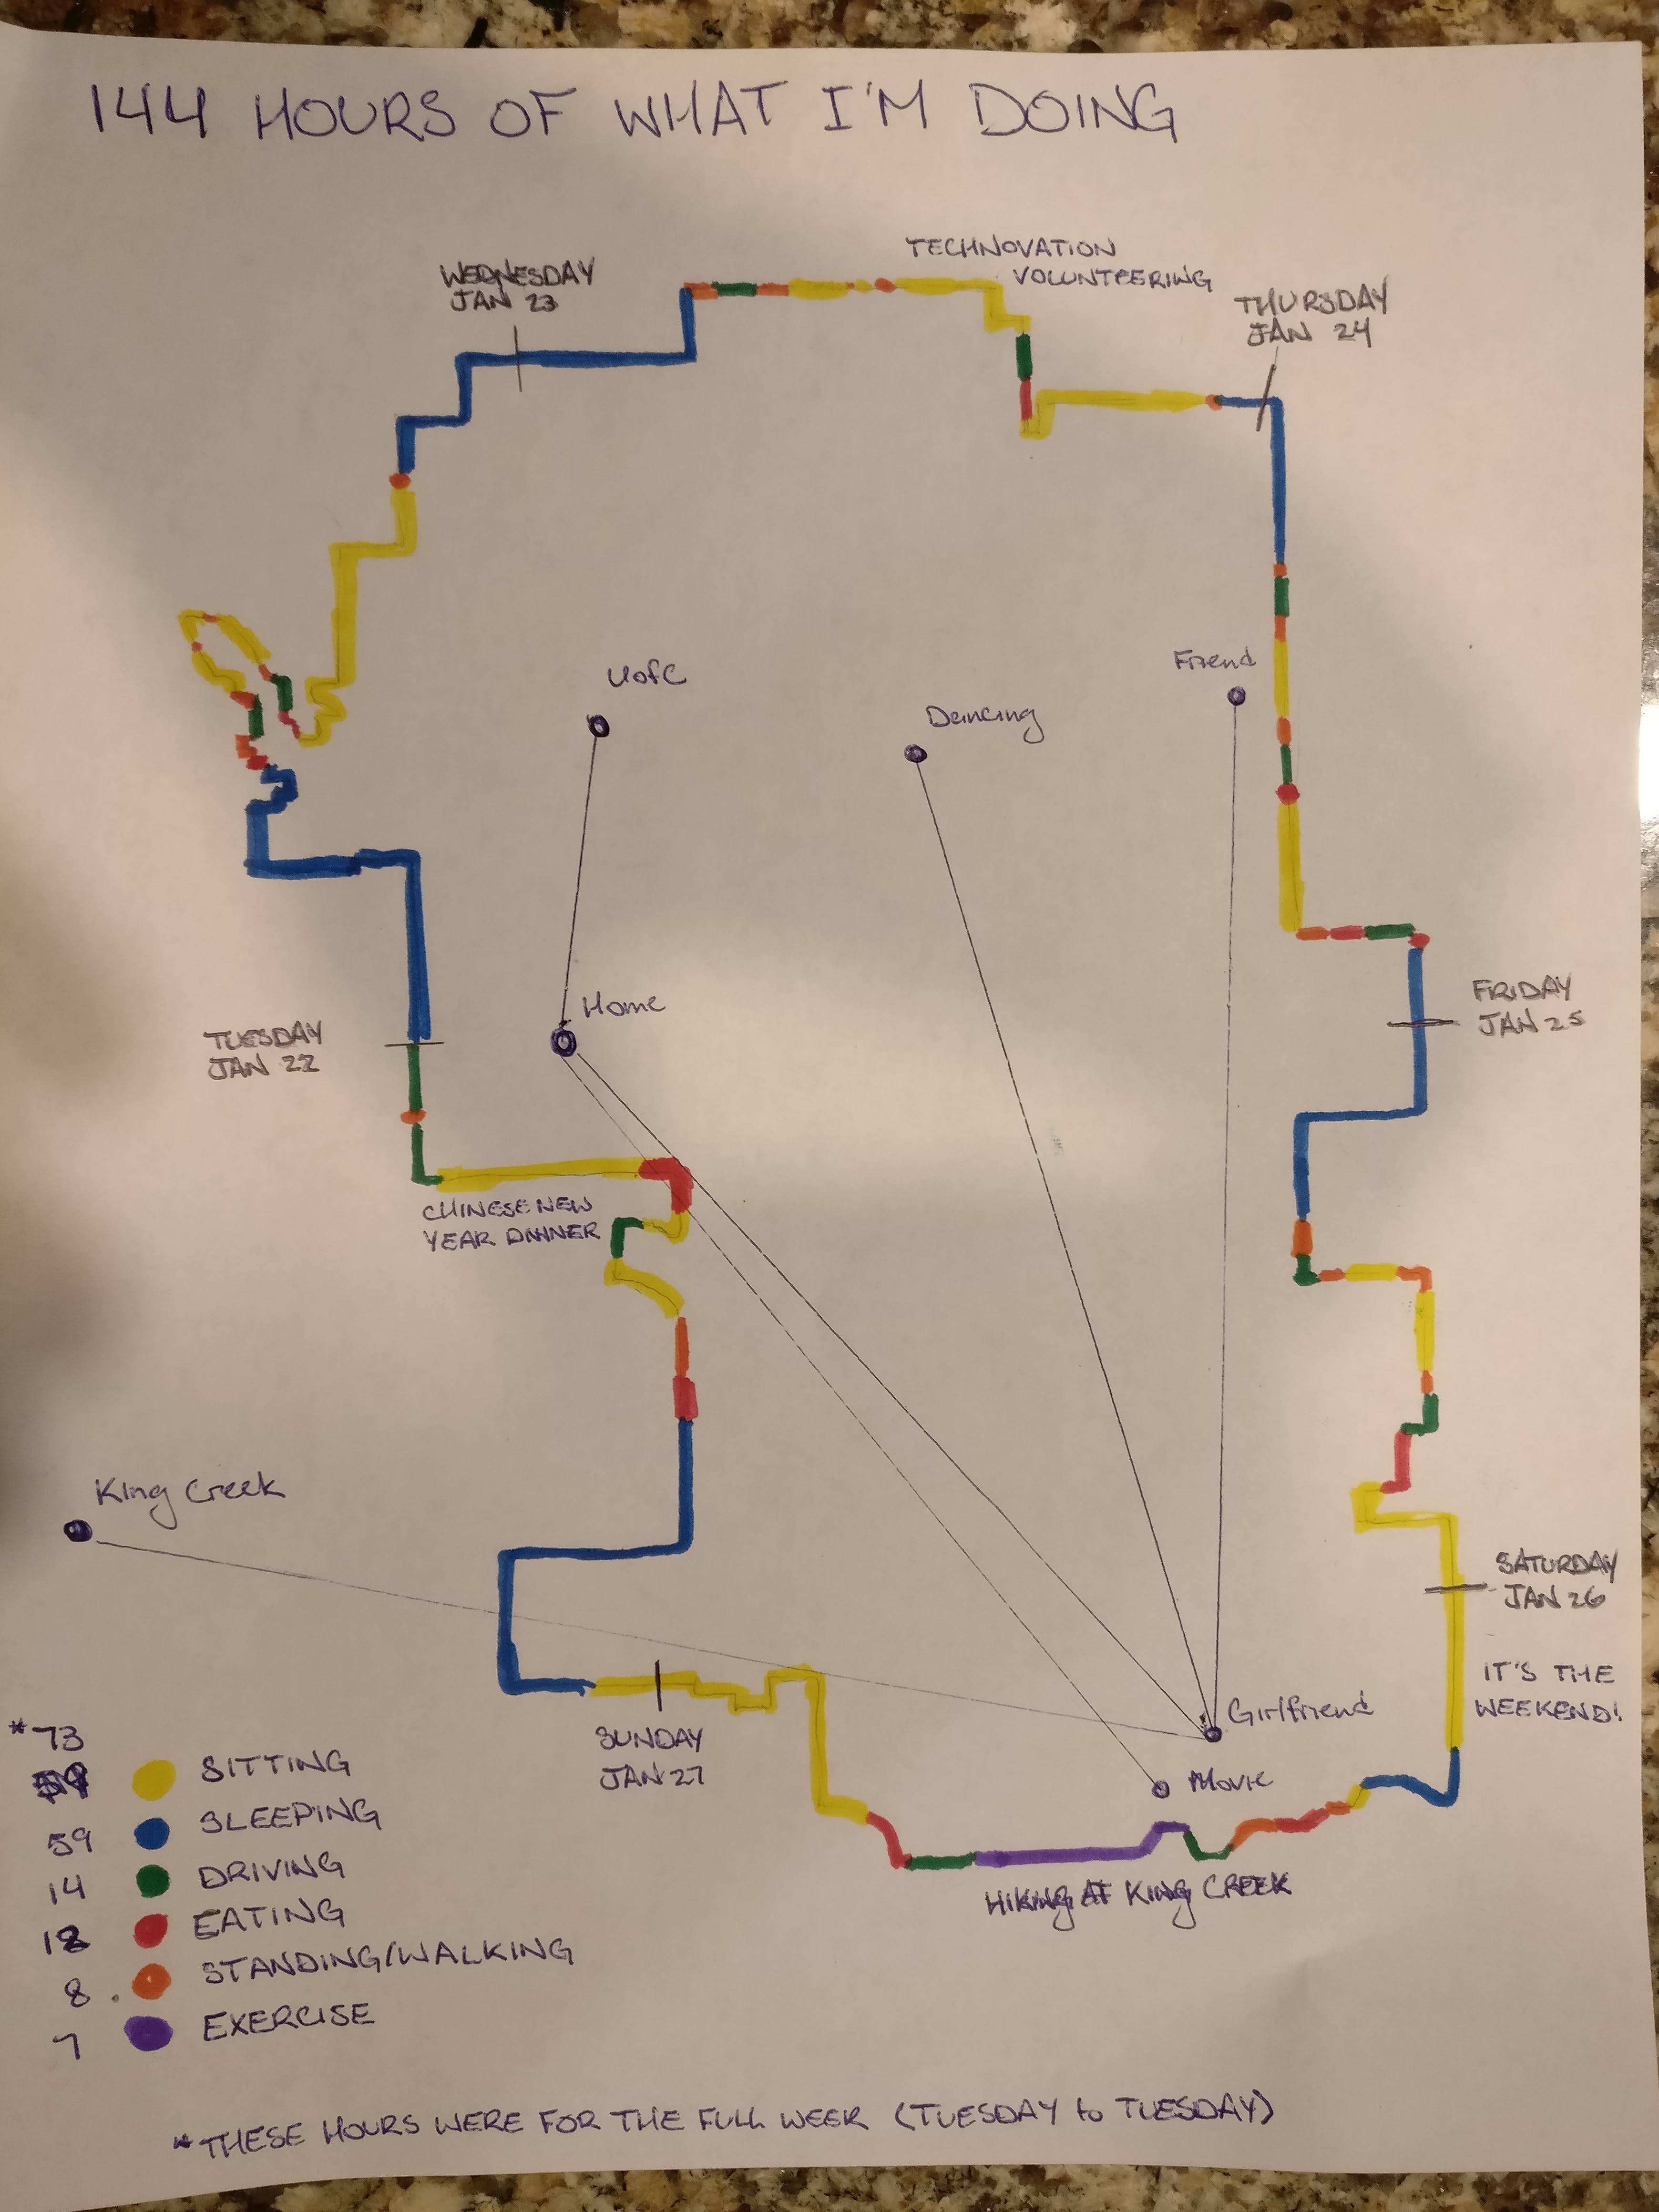 144 HOURS OF WHAT I'M DOING
TECHNOVATION
VOLUNTEERING
WEDNESDAY
JAN 23
THURSDAY
JAN 24
UofC
Friend
Dancing
Home
TUESDAY
JAN 22
FRIDAY
JAN 25
CHINESE NEW
YEAR DINNER
King Creek
SATURDAY
JAN 26
IT'S THE
WEEKEND!
Girlfriend
Movie
SUNDAY
JAN 27
HIKING AT KING CREEK
*73
SITTING
59 SLEEPING
14 DRIVING
EATING
8 STANDING/WALKING
7 EXERCISE
*THESE HOURS WERE FOR THE FULL WEEK (TUESDAY to TUESDAY)